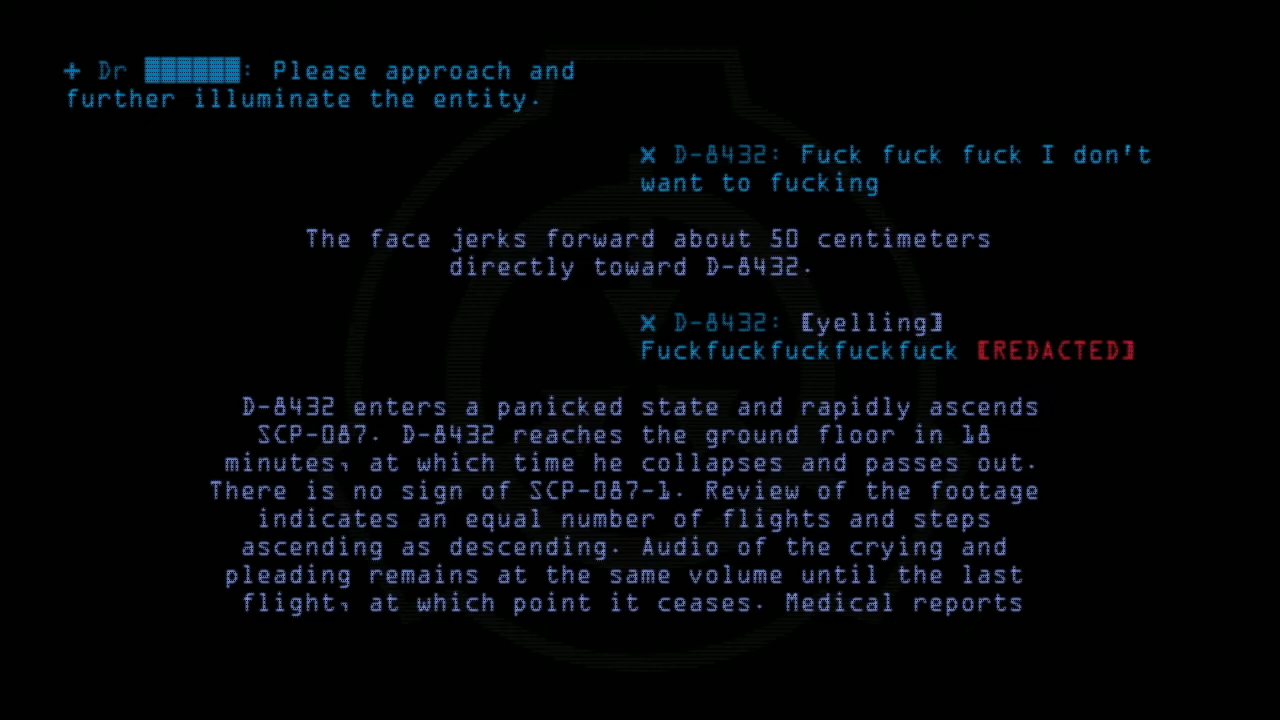 + Dr ██████: Please approach and
further illuminate the entity.
x D-8432: Fuck fuck fuck I don't
want to fucking
The face jerks forward about 50 centimeters
directly toward D-8432.
x D-8432: [yelling]
Fuckfuckfuckfuckfuck [REDACTED]
D-8432 enters a panicked state and rapidly ascends
SCP-087. D-8432 reaches the ground floor in 18
minutes, at which time he collapses and passes out.
There is no sign of SCP-087-1. Review of the footage
indicates an equal number of flights and steps
ascending as descending. Audio of the crying and
pleading remains at the same volume until the last
flight, at which point it ceases. Medical reports